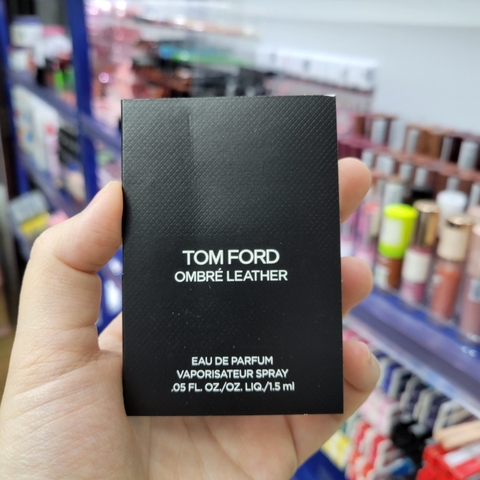 TOM FORD
OMBRÉ LEATHER
EAU DE PARFUM
VAPORISATEUR SPRAY
.05 FL. OZ./OZ. LIQ./1.5 ml